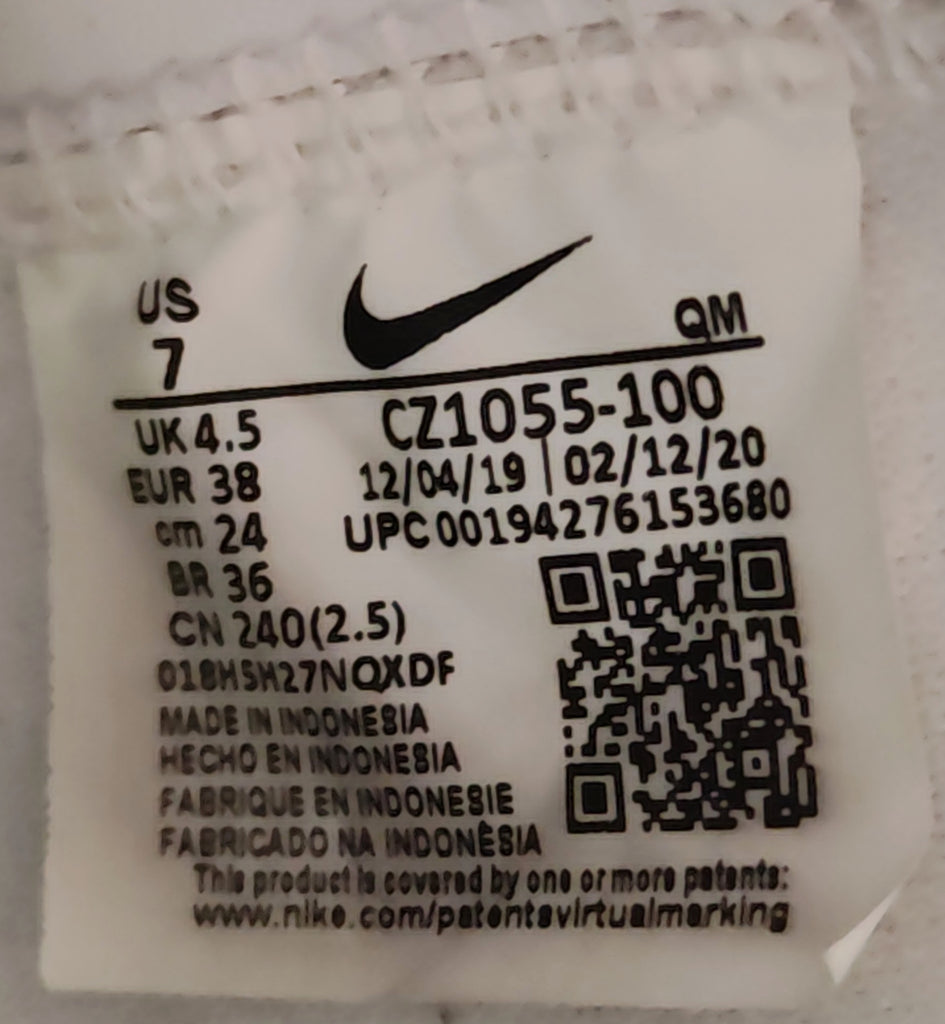 US
7
QM
UK 4.5
CZ1055-100
EUR 38
12/04/19 | 02/12/20
cm 24
UPC 00194276153680
BR 36
CN 240(2.5)
018H5H27NQXDF
MADE IN INDONESIA
HECHO EN INDONESIA
FABRIQUE EN INDONESIE
FABRICADO NA INDONÊSIA
This product is covered by one or more patents:
www.nike.com/patentsvirtualmarking